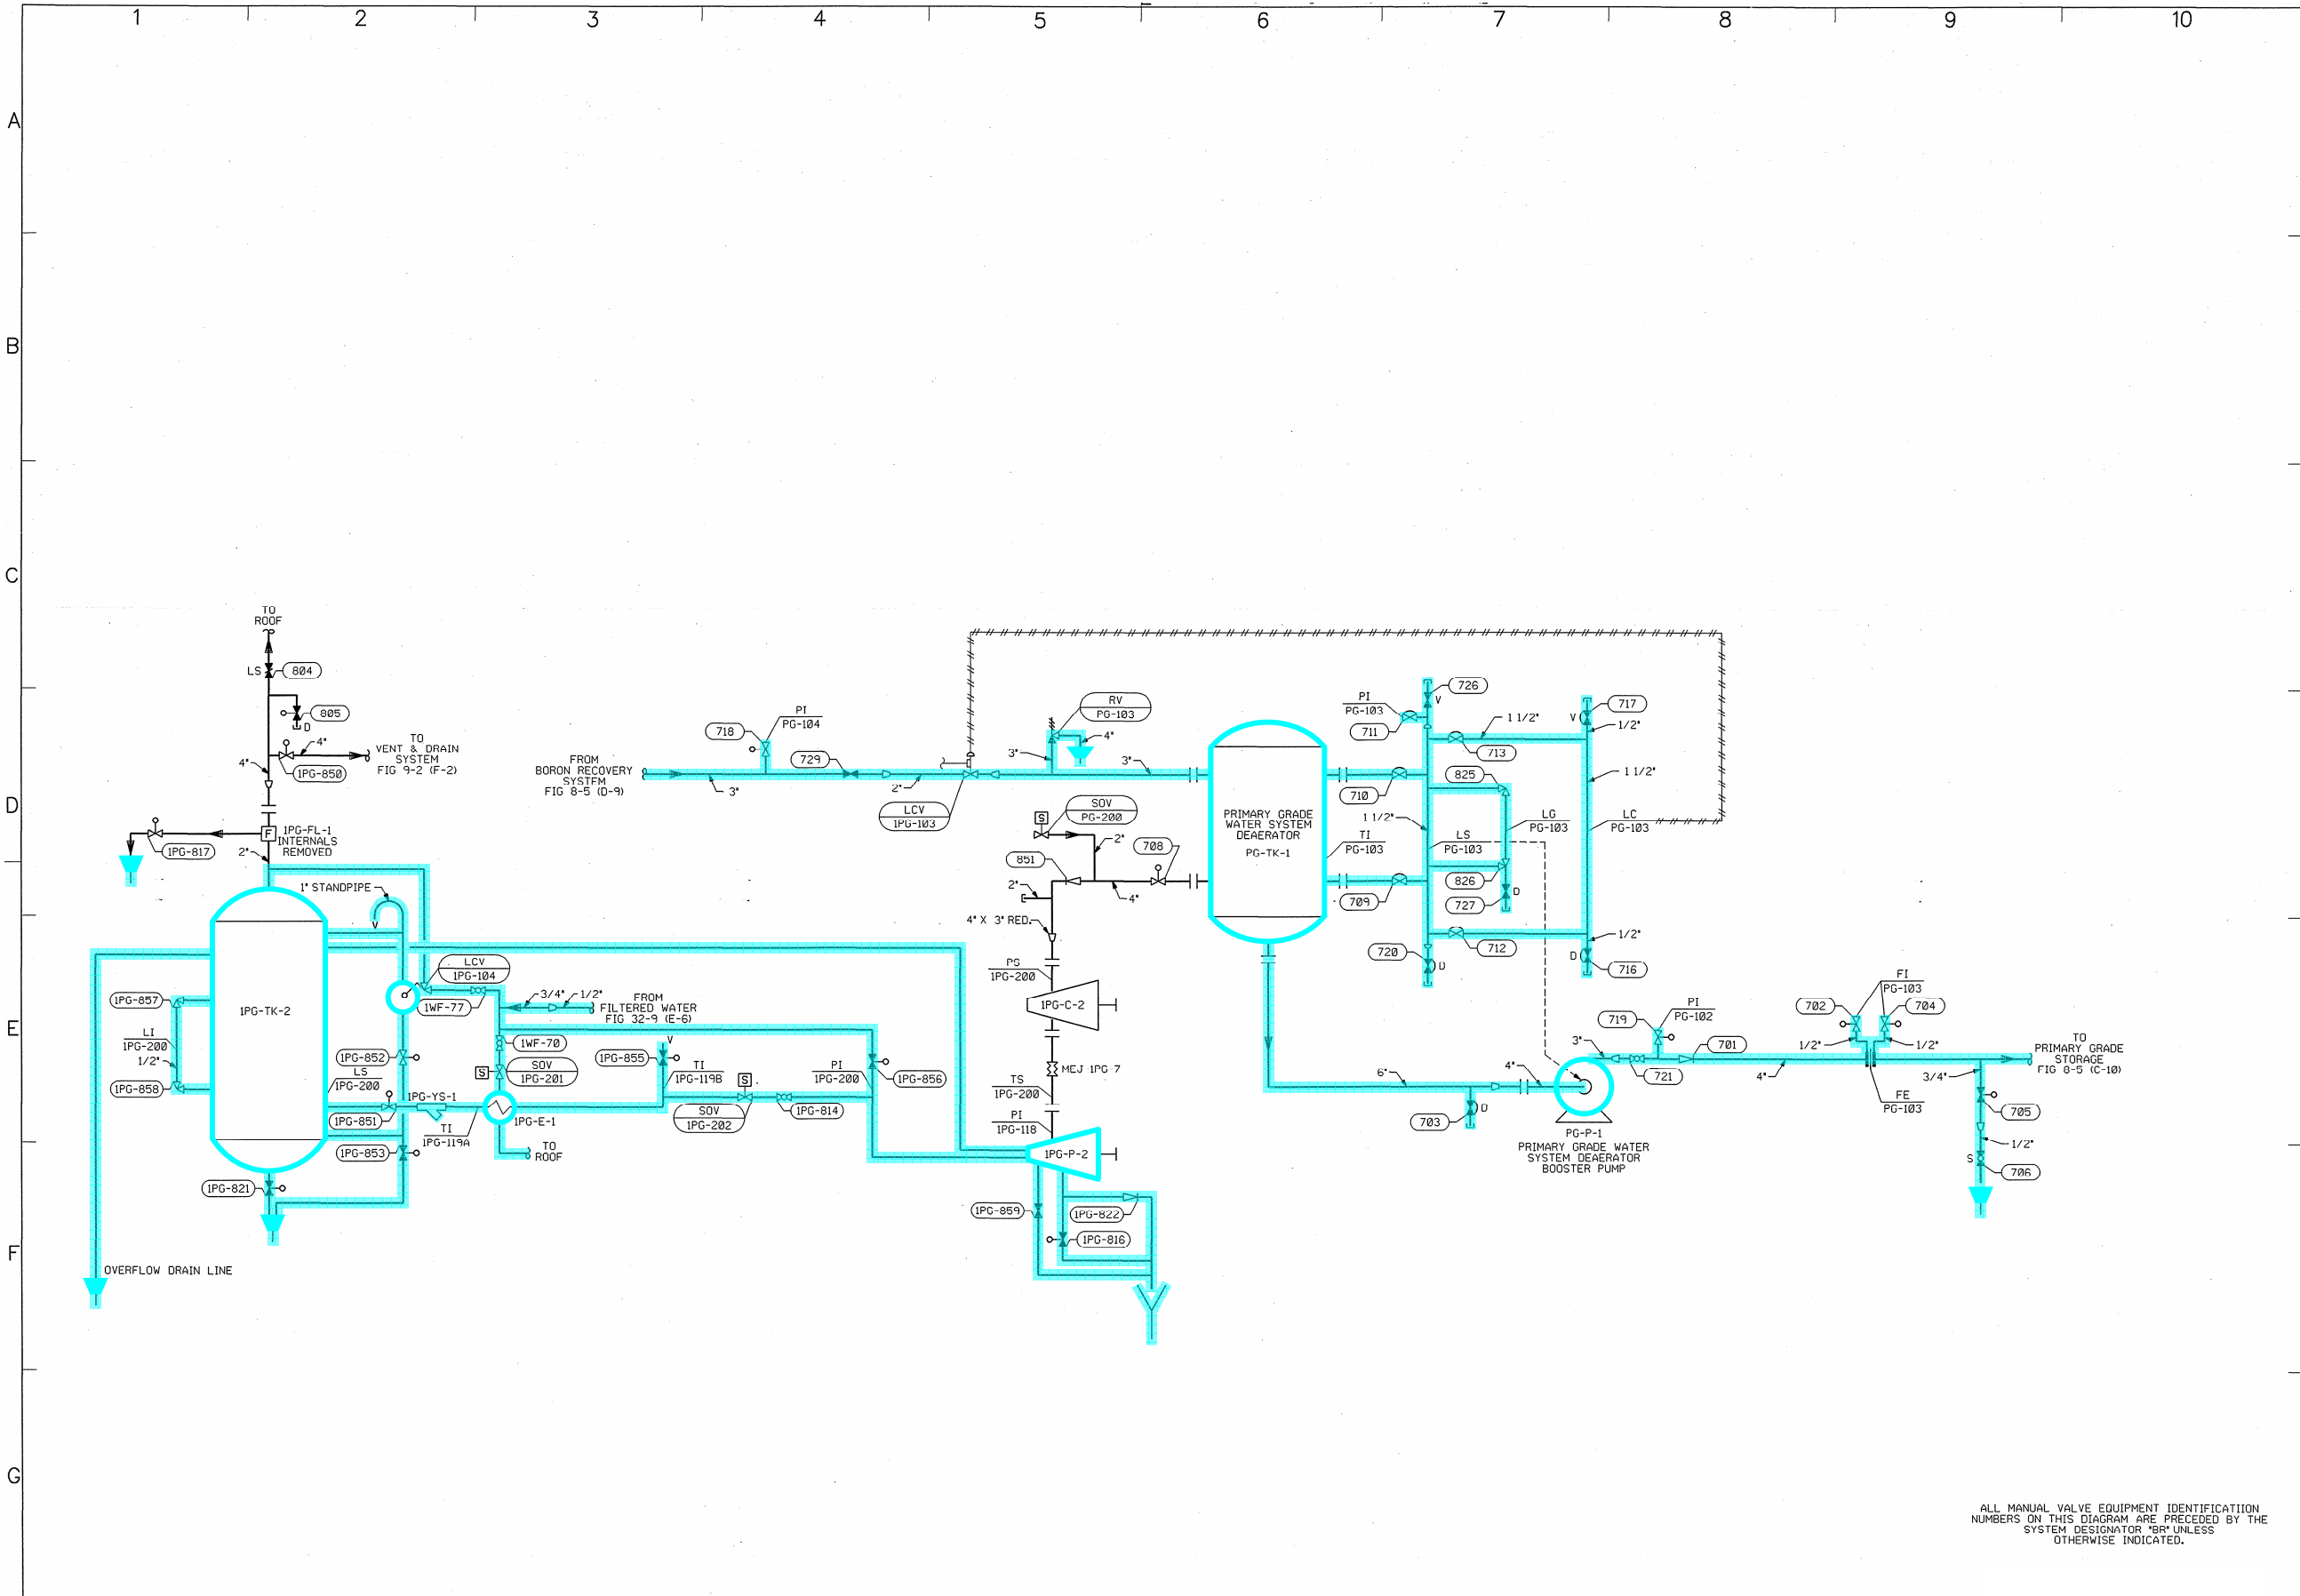 1 2 3 4 5 6 7 8 9 10
A
B
C
D
E
F
G
TO
ROOF
LS
804
805
D
4"
TO
VENT & DRAIN
SYSTEM
FIG 9-2 (F-2)
1PG-850
4"
F
1PG-FL-1
INTERNALS
REMOVED
1PG-817
2"
1" STANDPIPE
V
1PG-TK-2
1PG-857
LI
1PG-200
1/2"
1PG-858
LCV
1PG-104
1WF-77
3/4"
1/2"
FROM
FILTERED WATER
FIG 32-9 (E-6)
1WF-70
S
SOV
1PG-201
1PG-852
LS
1PG-200
1PG-YS-1
1PG-851
TI
1PG-119A
1PG-E-1
1PG-853
TO
ROOF
1PG-821
OVERFLOW DRAIN LINE
V
1PG-855
TI
1PG-119B
S
SOV
1PG-202
1PG-814
PI
1PG-200
1PG-856
FROM
BORON RECOVERY
SYSTEM
FIG 8-5 (D-9)
3"
718
PI
PG-104
729
2"
LCV
1PG-103
RV
PG-103
4"
3"
3"
S
SOV
PG-200
2"
708
851
4"
2"
4" X 3" RED.
PS
1PG-200
1PG-C-2
MEJ 1PG 7
TS
1PG-200
PI
1PG-118
1PG-P-2
1PG-859
1PG-822
1PG-816
PRIMARY GRADE
WATER SYSTEM
DEAERATOR
PG-TK-1
TI
PG-103
PI
PG-103
711
726
V
1 1/2"
713
V
717
1/2"
710
825
1 1/2"
1 1/2"
LG
PG-103
LC
PG-103
LS
PG-103
826
709
727
D
720
D
712
1/2"
D
716
6"
703
D
4"
PG-P-1
PRIMARY GRADE WATER
SYSTEM DEAERATOR
BOOSTER PUMP
3"
719
PI
PG-102
701
721
4"
702
FI
PG-103
704
1/2"
1/2"
FE
PG-103
TO
PRIMARY GRADE
STORAGE
FIG 8-5 (C-10)
3/4"
705
1/2"
S
706
ALL MANUAL VALVE EQUIPMENT IDENTIFICATIION
NUMBERS ON THIS DIAGRAM ARE PRECEDED BY THE
SYSTEM DESIGNATOR "BR" UNLESS
OTHERWISE INDICATED.